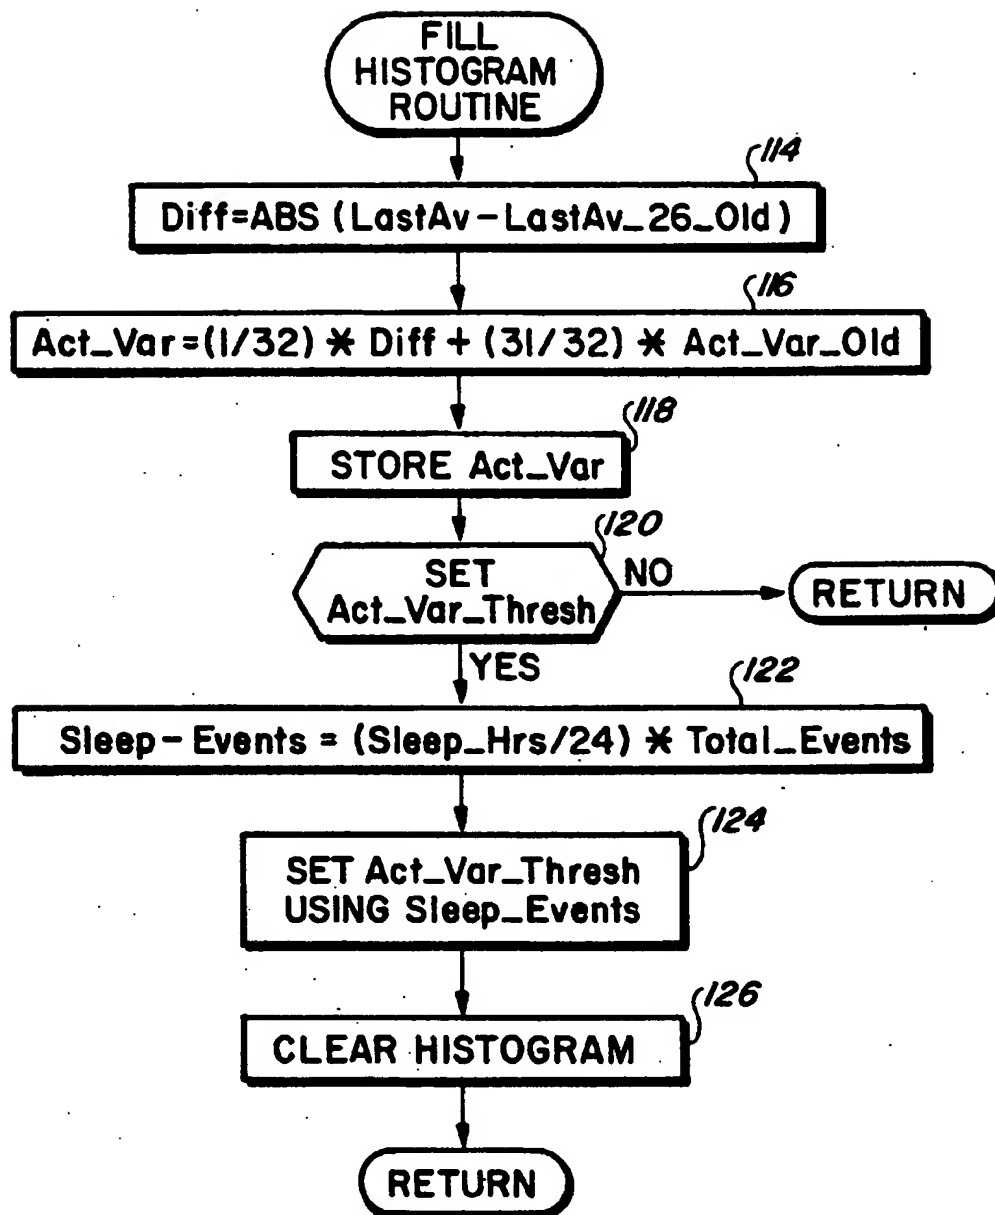 FILL
HISTOGRAM
ROUTINE
114
Diff=ABS (LastAv-LastAv_26_Old)
116
Act_Var=(1/32) * Diff + (31/32) * Act_Var_Old
118
STORE Act_Var
120
SET
Act_Var_Thresh
NO
RETURN
YES
122
Sleep-Events = (Sleep_Hrs/24) * Total_Events
124
SET Act_Var_Thresh
USING Sleep_Events
126
CLEAR HISTOGRAM
RETURN